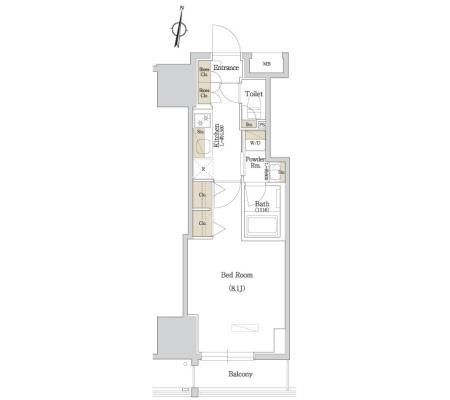 Shoes
Clo.
Entrance
MB
Shoes
Clo.
Toilet
Sto.
PS
Sto.
Kitchen
W/D
Powder
Rm.
R
Sto.
Clo.
Bath
(1116)
Clo.
Bed Room
(8.1J)
Balcony